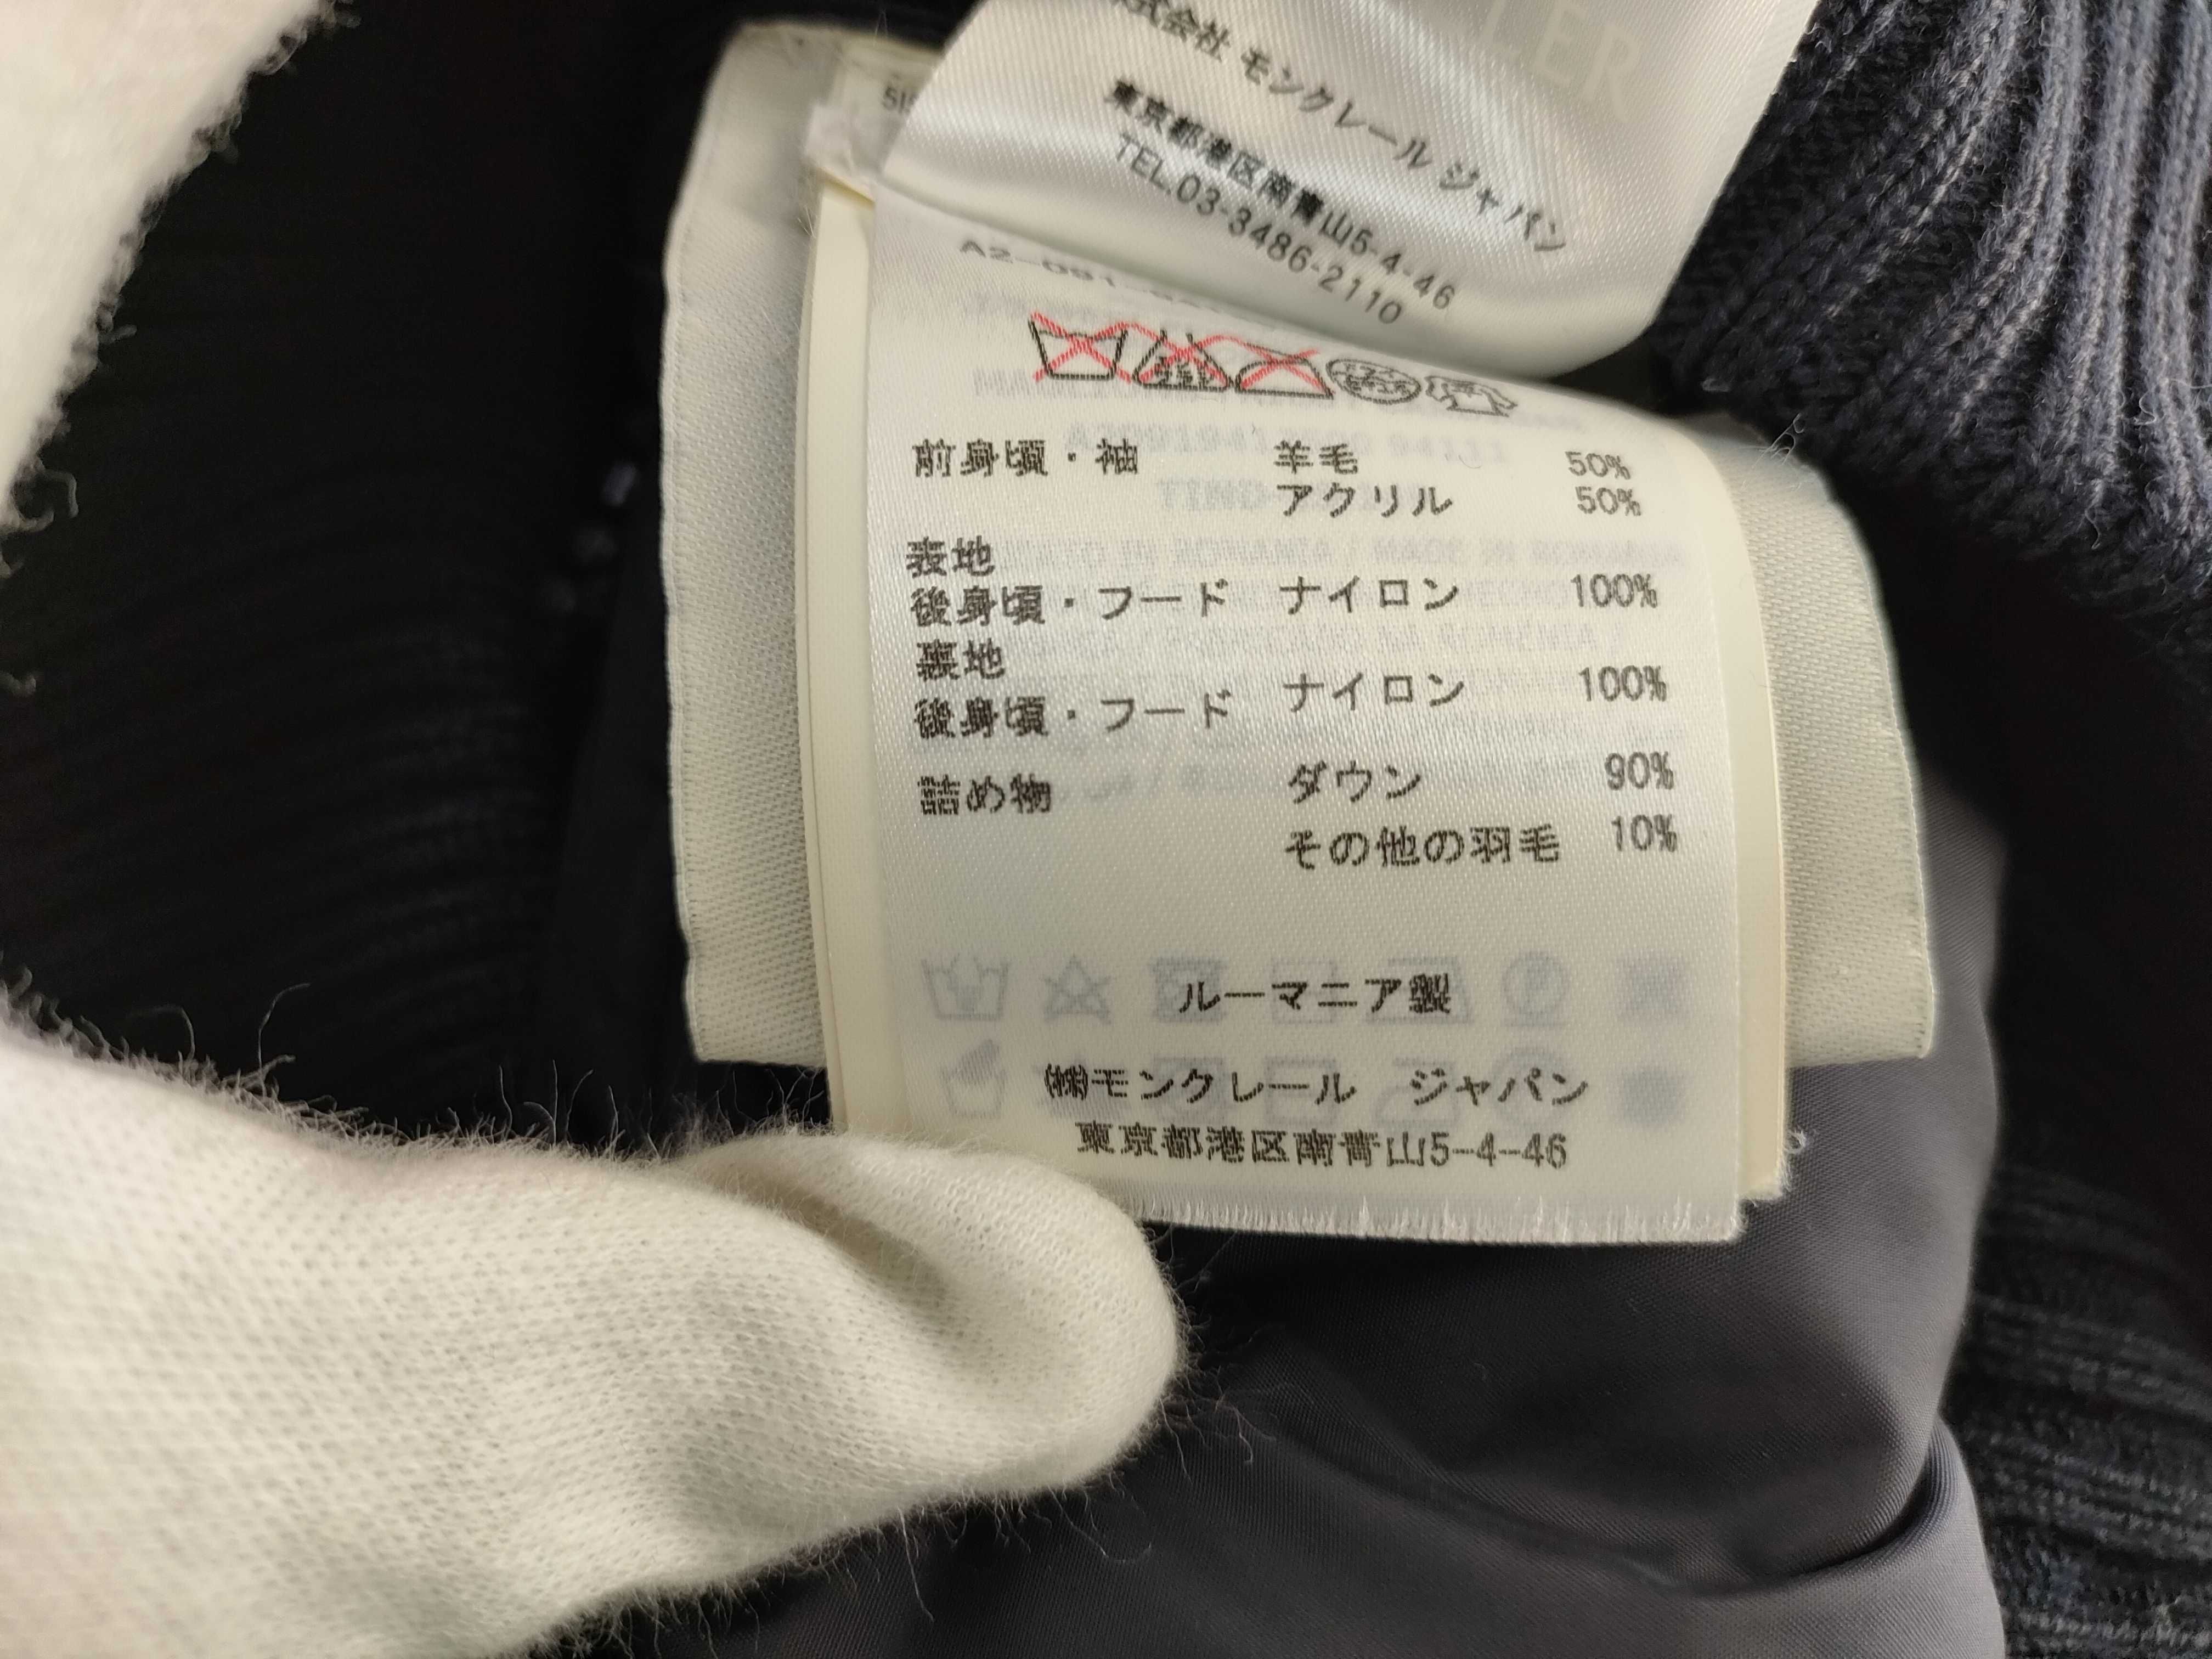 式会社 モンクレール ジャパン
東京都港区南青山5-4-46
TEL.03-3486-2110
前身頃・袖 羊毛 50%
アクリル 50%
表地
後身頃・フード ナイロン 100%
裏地
後身頃・フード ナイロン 100%
詰め物 ダウン 90%
その他の羽毛 10%
ルーマニア製
㈱モンクレール ジャパン
東京都港区南青山5-4-46